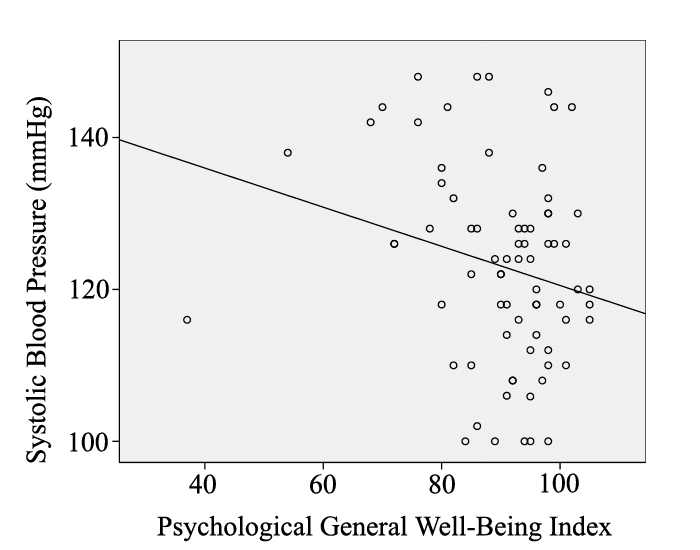 Systolic Blood Pressure (mmHg)
140
120
100
40 60 80 100
Psychological General Well-Being Index